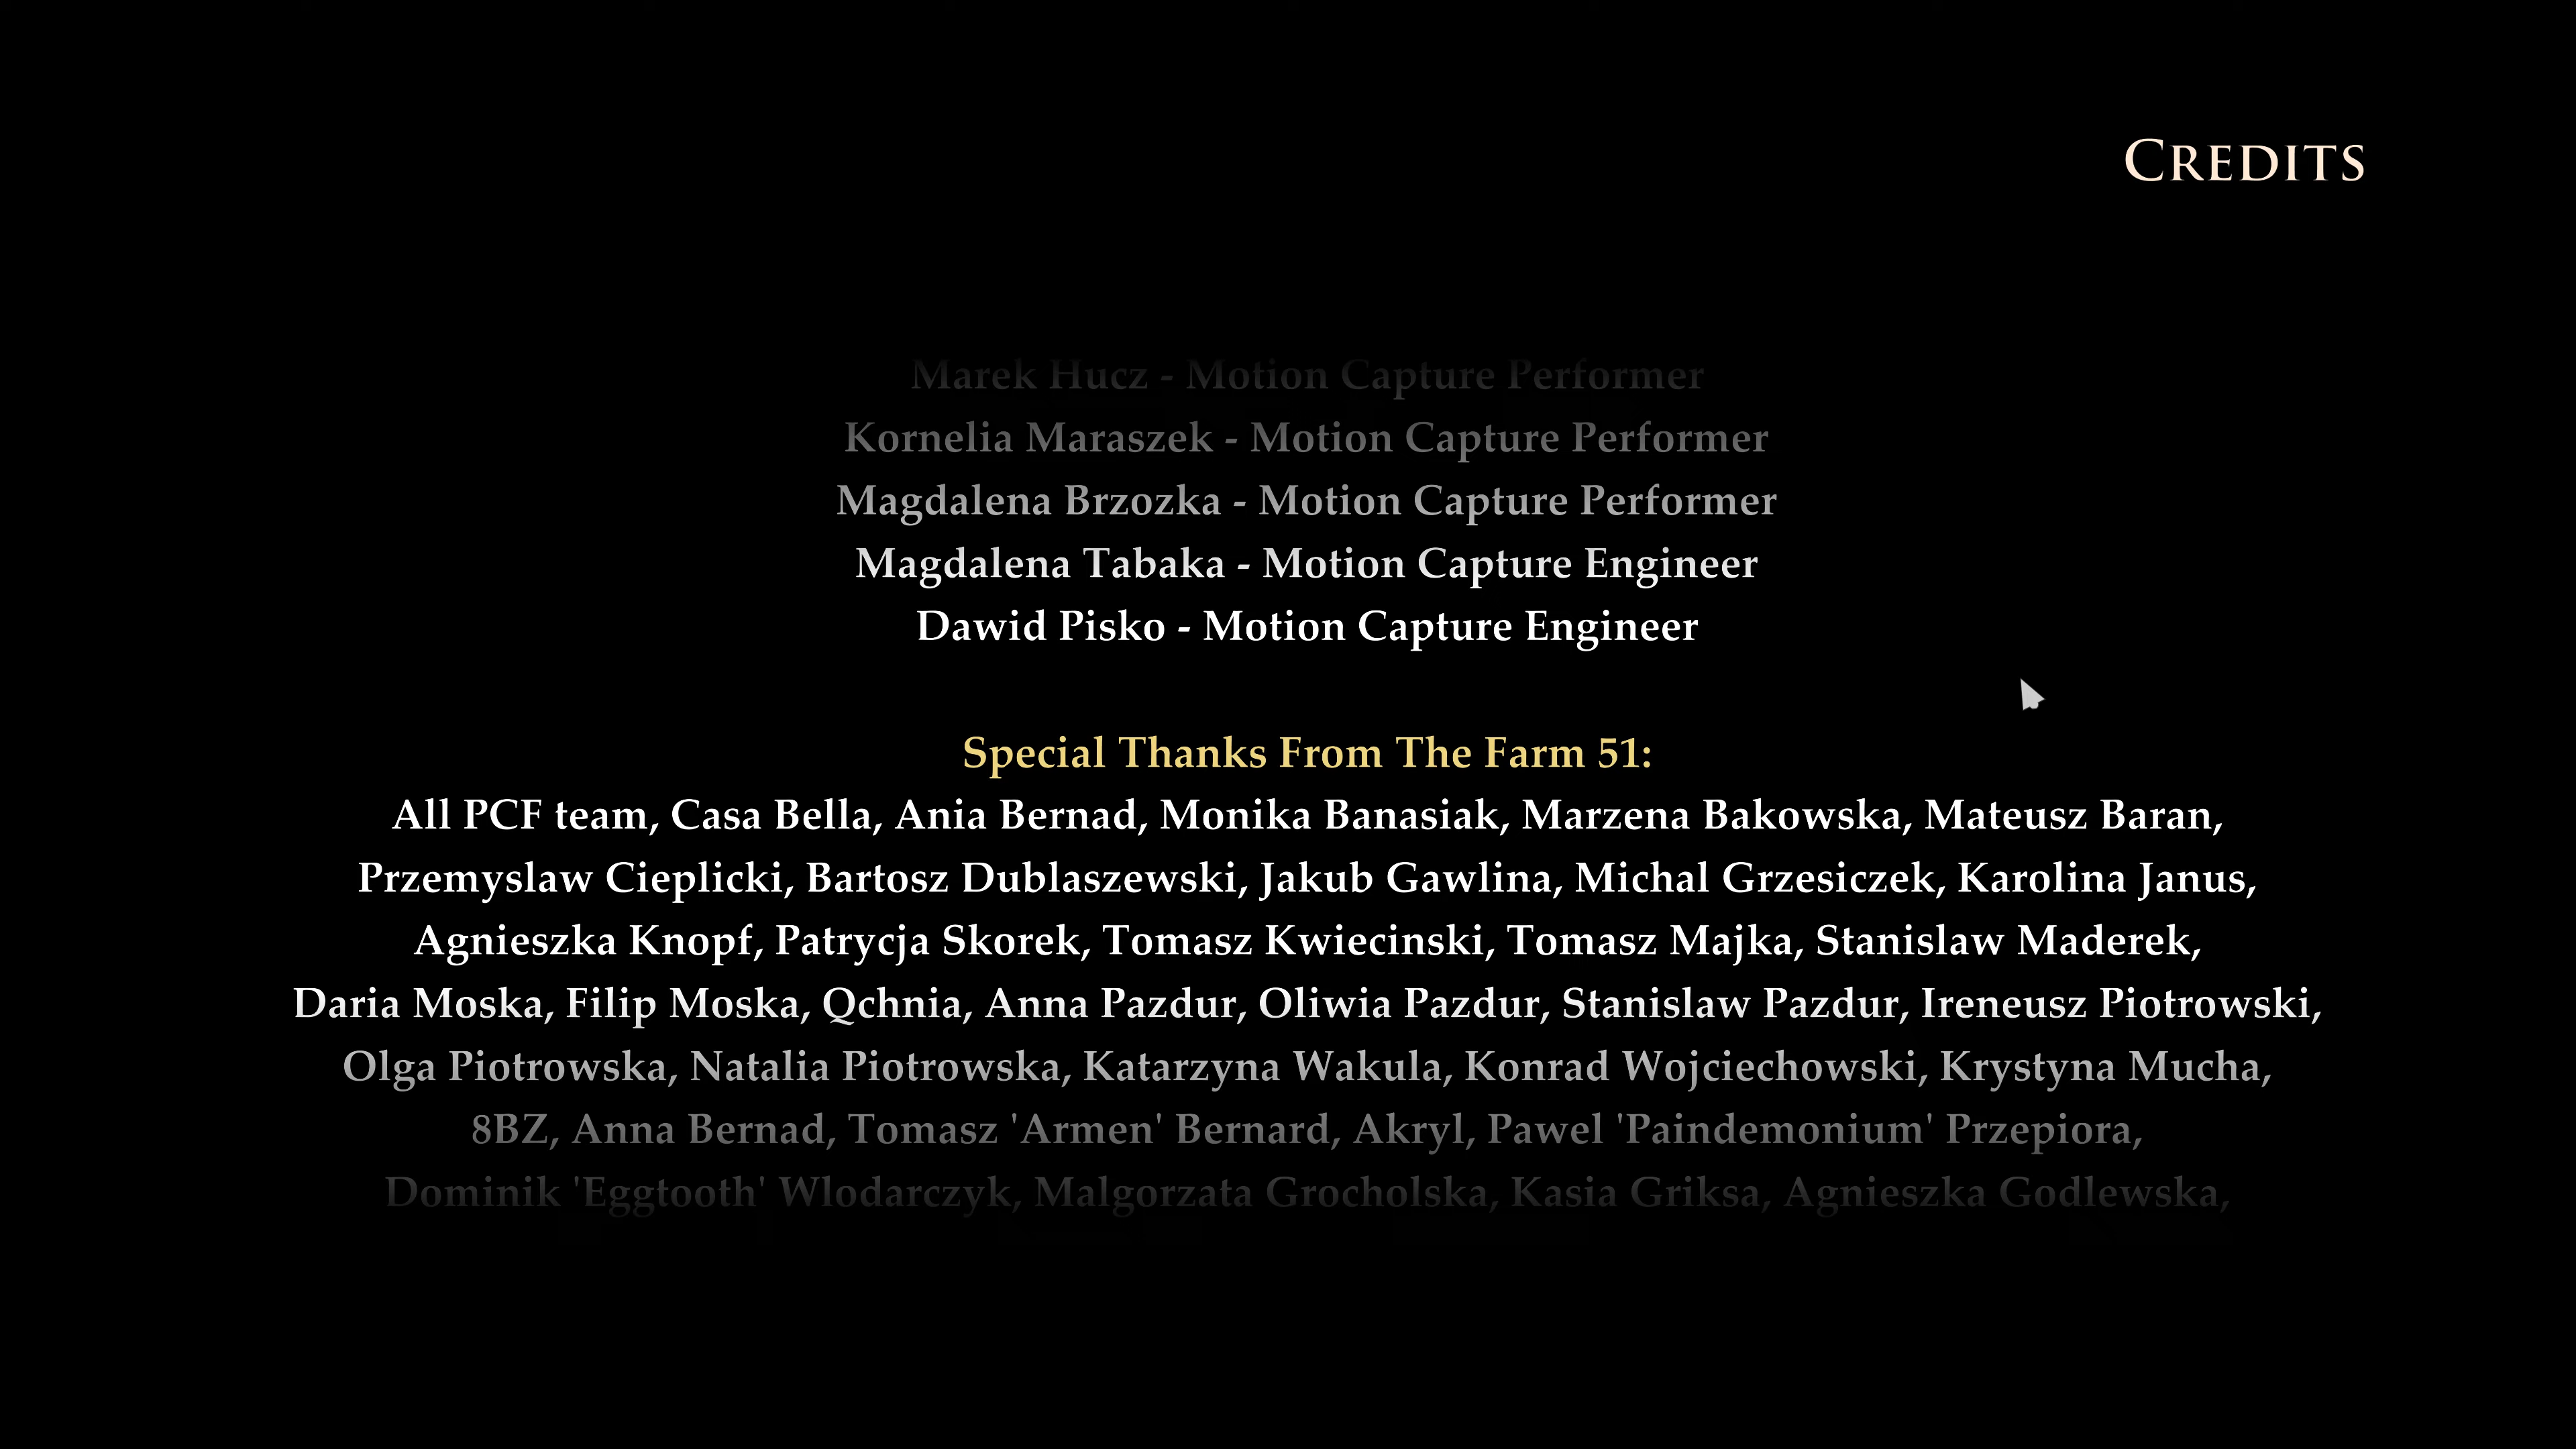 Credits
Marek Hucz - Motion Capture Performer
Kornelia Maraszek - Motion Capture Performer
Magdalena Brzozka - Motion Capture Performer
Magdalena Tabaka - Motion Capture Engineer
Dawid Pisko - Motion Capture Engineer
Special Thanks From The Farm 51:
All PCF team, Casa Bella, Ania Bernad, Monika Banasiak, Marzena Bakowska, Mateusz Baran,
Przemyslaw Cieplicki, Bartosz Dublaszewski, Jakub Gawlina, Michal Grzesiczek, Karolina Janus,
Agnieszka Knopf, Patrycja Skorek, Tomasz Kwiecinski, Tomasz Majka, Stanislaw Maderek,
Daria Moska, Filip Moska, Qchnia, Anna Pazdur, Oliwia Pazdur, Stanislaw Pazdur, Ireneusz Piotrowski,
Olga Piotrowska, Natalia Piotrowska, Katarzyna Wakula, Konrad Wojciechowski, Krystyna Mucha,
8BZ, Anna Bernad, Tomasz 'Armen' Bernard, Akryl, Pawel 'Paindemonium' Przepiora,
Dominik 'Eggtooth' Wlodarczyk, Malgorzata Grocholska, Kasia Griksa, Agnieszka Godlewska,